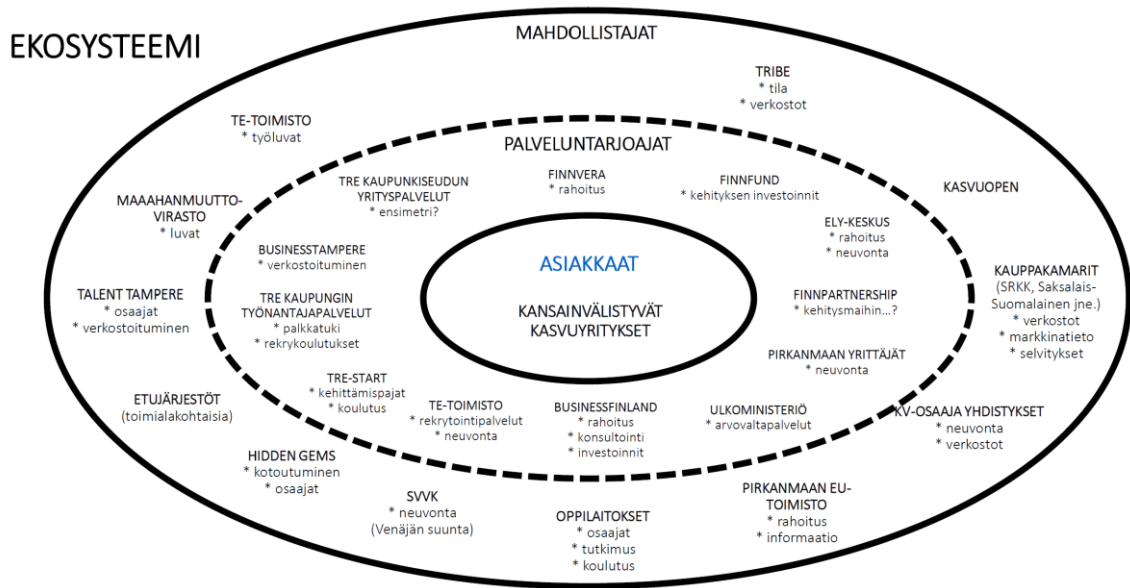 EKOSYSTEEMI
MAHDOLLISTAJAT
TRIBE
* tila
* verkostot
TE-TOIMISTO
* työluvat
KASVUOPEN
MAAAHANMUUTTO-
VIRASTO
* luvat
KAUPPAKAMARIT
(SRKK, Saksalais-
Suomalainen jne.)
* verkostot
* markkinatieto
* selvitykset
TALENT TAMPERE
* osaajat
* verkostoituminen
ETUJÄRJESTÖT
(toimialakohtaisia)
KV-OSAAJA YHDISTYKSET
* neuvonta
* verkostot
HIDDEN GEMS
* kotoutuminen
* osaajat
SVVK
* neuvonta
(Venäjän suunta)
OPPILAITOKSET
* osaajat
* tutkimus
* koulutus
PIRKANMAAN EU-
TOIMISTO
* rahoitus
* informaatio
PALVELUNTARJOAJAT
TRE KAUPUNKISEUDUN
YRITYSPALVELUT
* ensimetri?
FINNVERA
* rahoitus
FINNFUND
* kehityksen investoinnit
ELY-KESKUS
* rahoitus
* neuvonta
BUSINESSTAMPERE
* verkostoituminen
TRE KAUPUNGIN
TYÖNANTAJAPALVELUT
* palkkatuki
* rekrykoulutukset
FINNPARTNERSHIP
* kehitysmaihin...?
PIRKANMAAN YRITTÄJÄT
* neuvonta
TRE-START
* kehittämispajat
* koulutus
TE-TOIMISTO
* rekrytointipalvelut
* neuvonta
BUSINESSFINLAND
* rahoitus
* konsultointi
* investoinnit
ULKOMINISTERIÖ
* arvovaltapalvelut
ASIAKKAAT
KANSAINVÄLISTYVÄT
KASVUYRITYKSET